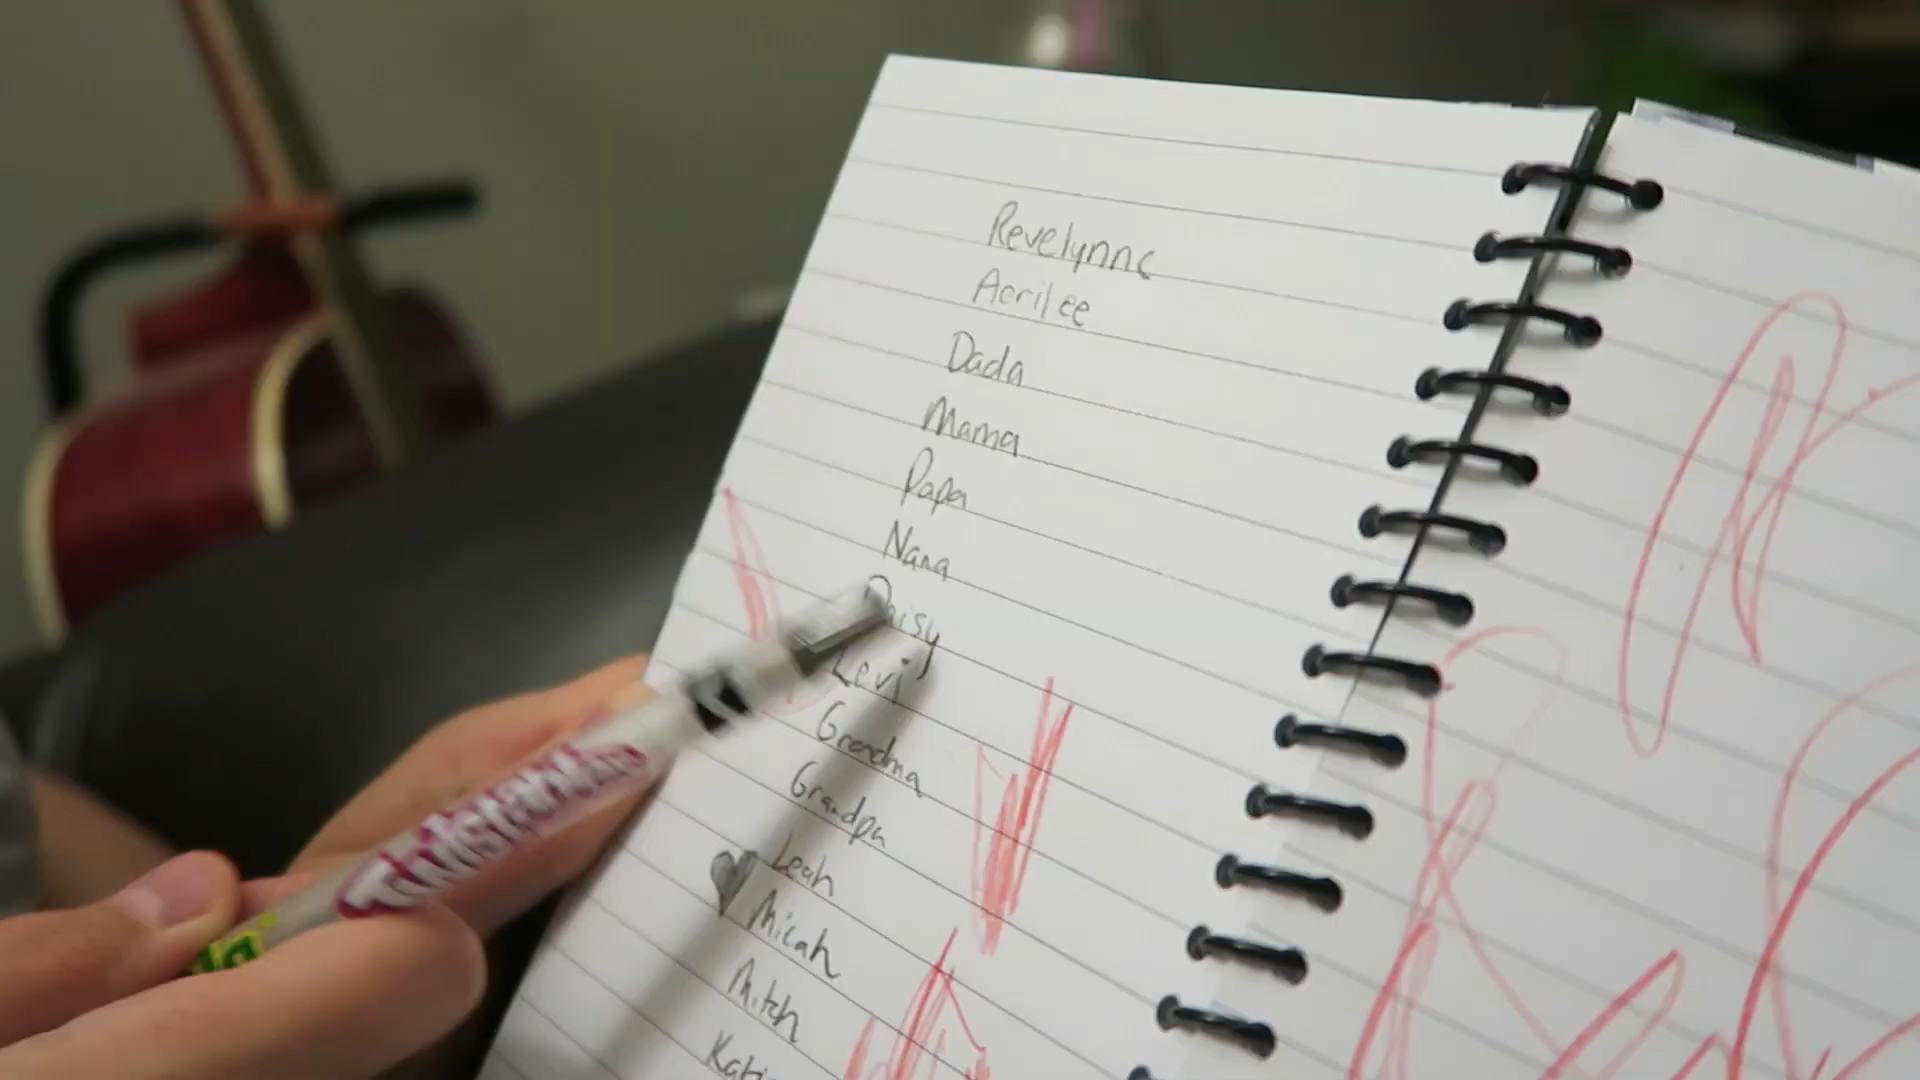 Revelynne
Aerilee
Dada
Mama
Papa
Nana
Daisy
Levi
Grandma
Grandpa
Leah
Micah
Mitch
Twistables